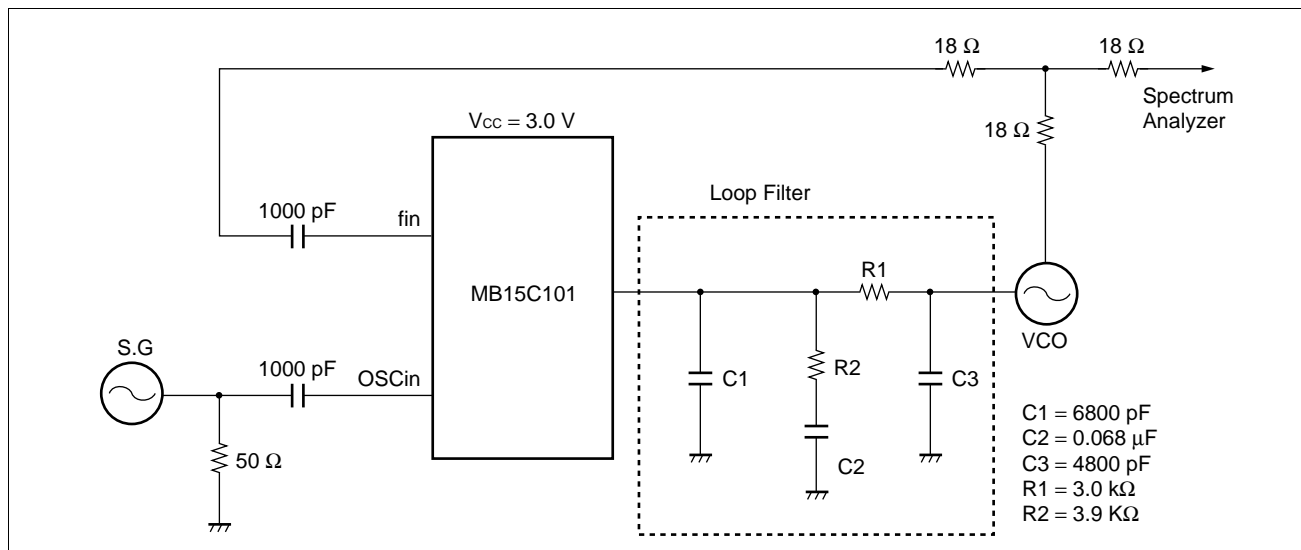 18 Ω
18 Ω
Spectrum
Analyzer
VCC = 3.0 V
18 Ω
Loop Filter
1000 pF
fin
R1
MB15C101
VCO
S.G
1000 pF
OSCin
R2
C1
C3
C2
50 Ω
C1 = 6800 pF
C2 = 0.068 μF
C3 = 4800 pF
R1 = 3.0 kΩ
R2 = 3.9 KΩ